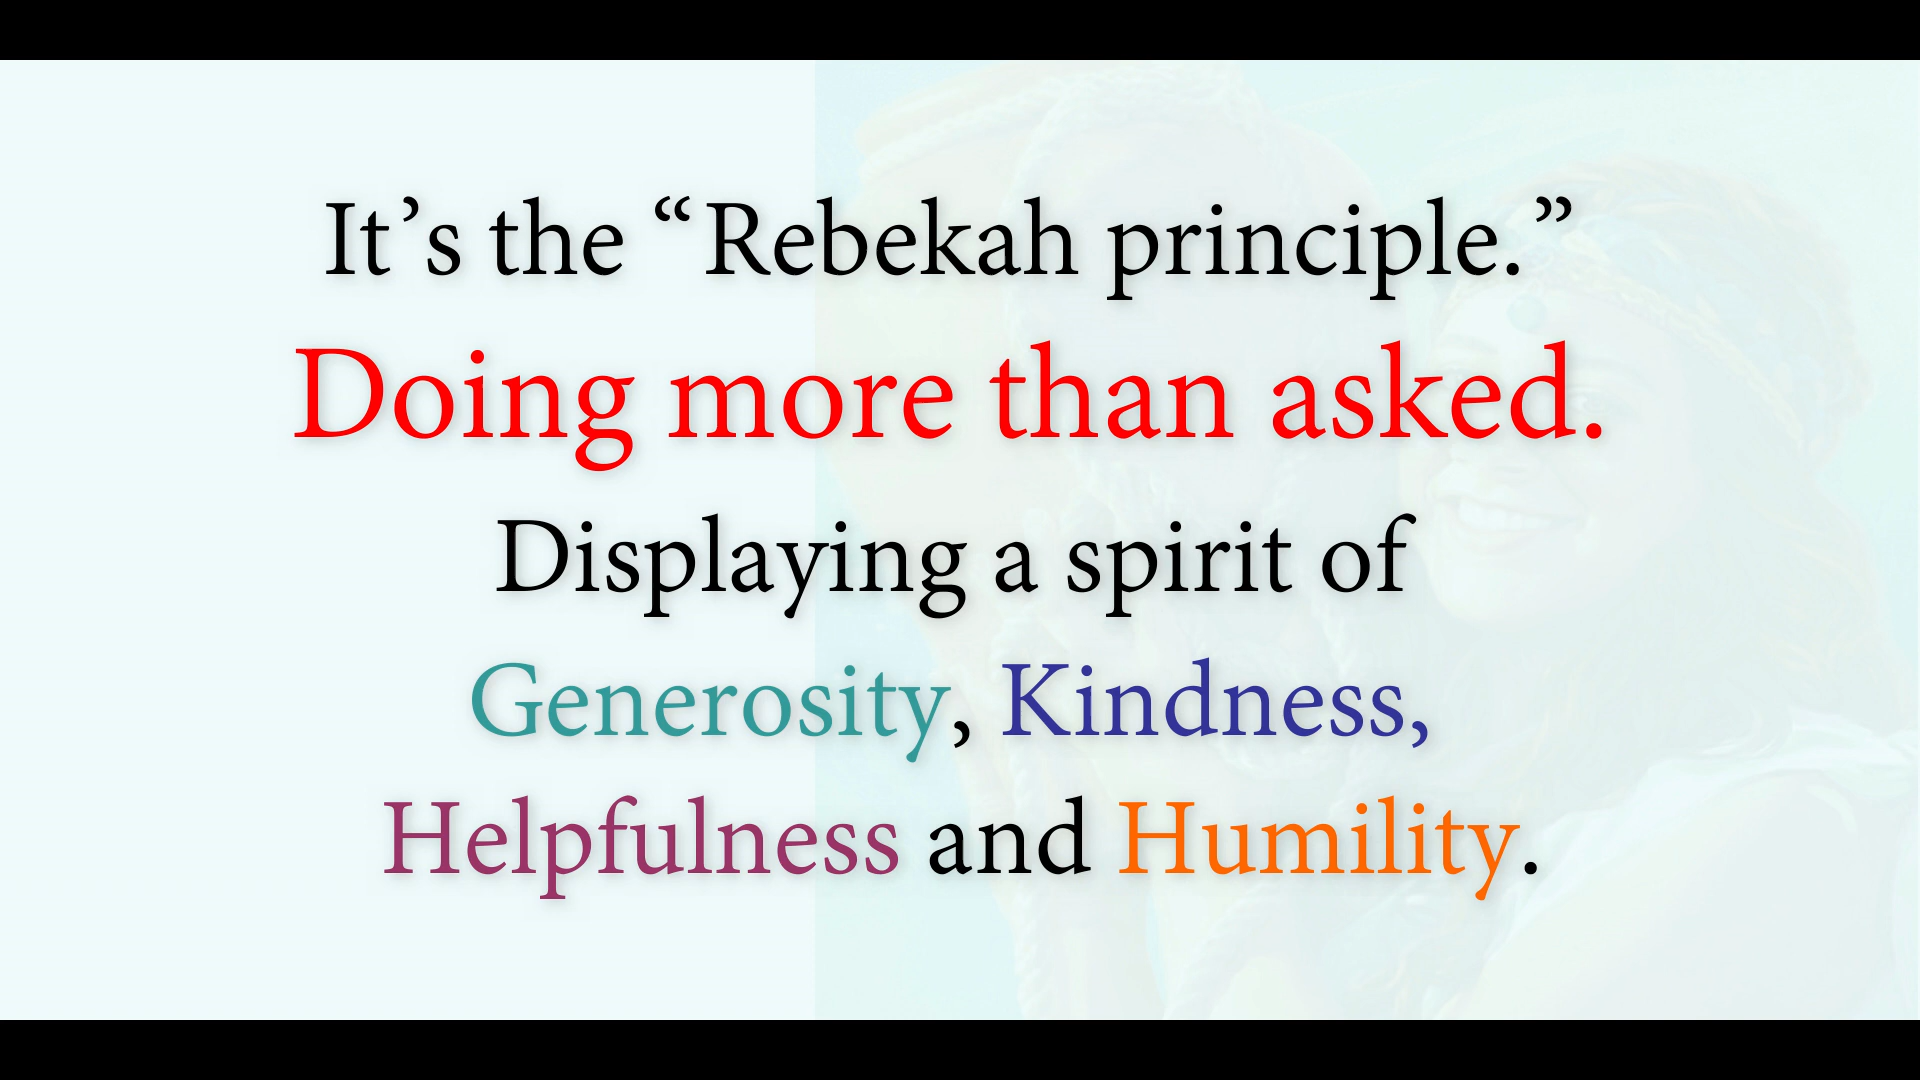 It’s the “Rebekah principle.”
Doing more than asked.
Displaying a spirit of
Generosity, Kindness,
Helpfulness and Humility.